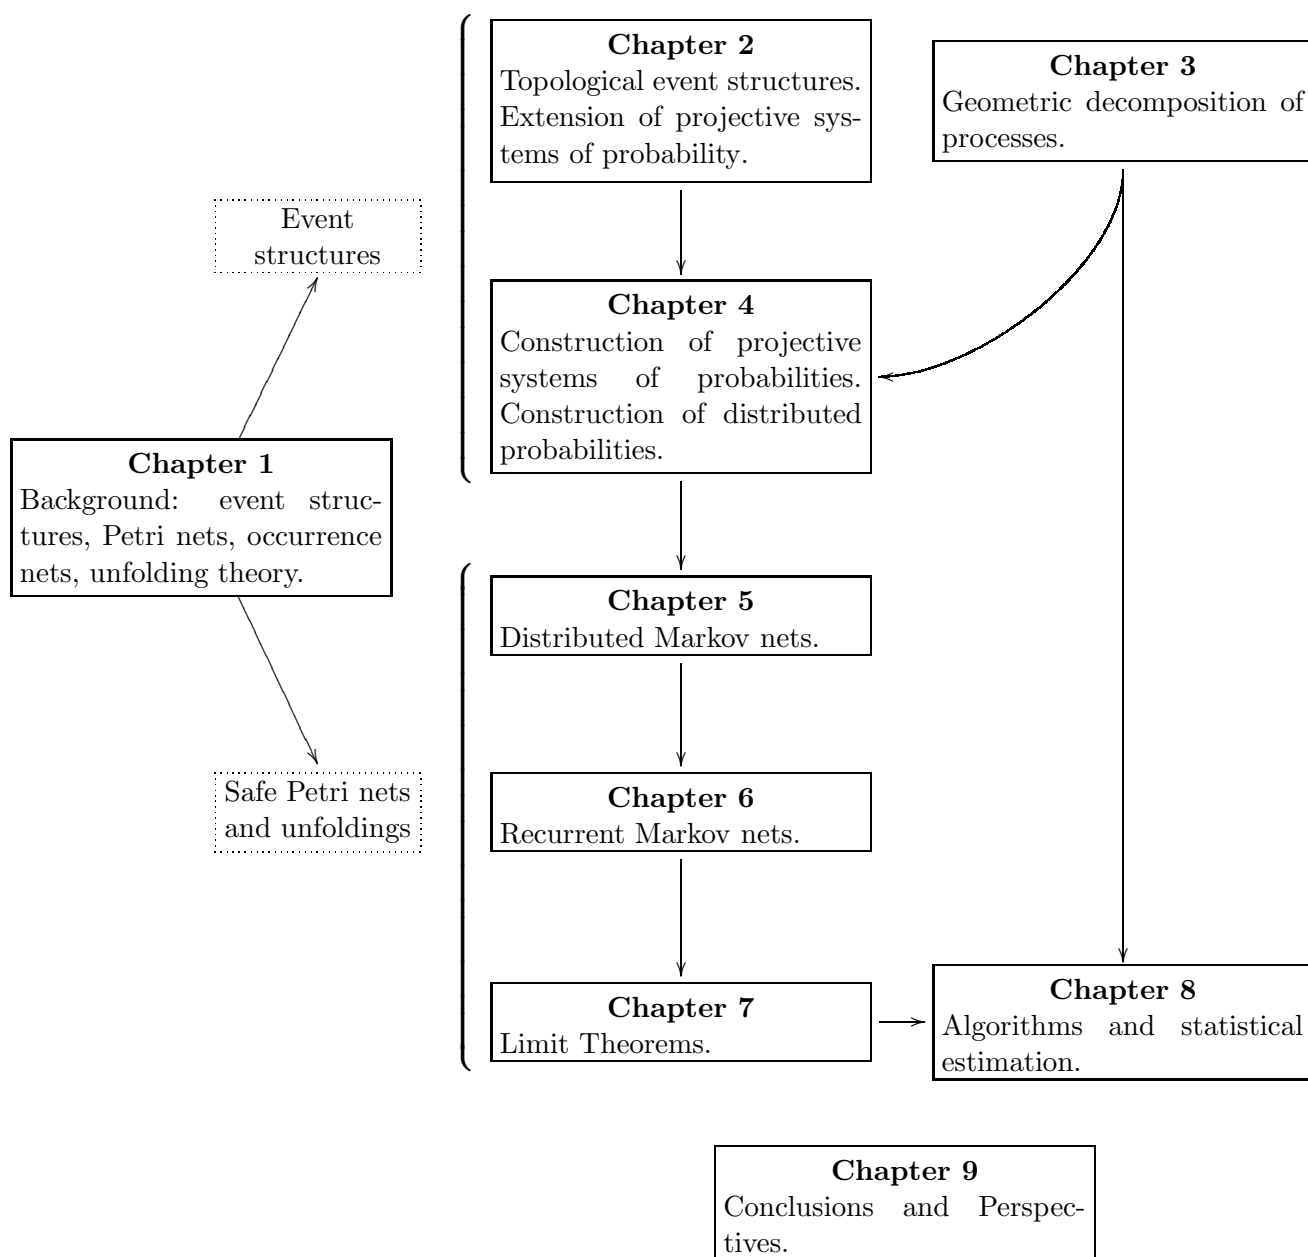 Chapter 2
Topological event structures.
Extension of projective sys-
tems of probability.
Chapter 3
Geometric decomposition of
processes.
Event
structures
Chapter 4
Construction of projective
systems of probabilities.
Construction of distributed
probabilities.
Chapter 1
Background: event struc-
tures, Petri nets, occurrence
nets, unfolding theory.
Chapter 5
Distributed Markov nets.
Safe Petri nets
and unfoldings
Chapter 6
Recurrent Markov nets.
Chapter 7
Limit Theorems.
Chapter 8
Algorithms and statistical
estimation.
Chapter 9
Conclusions and Perspec-
tives.